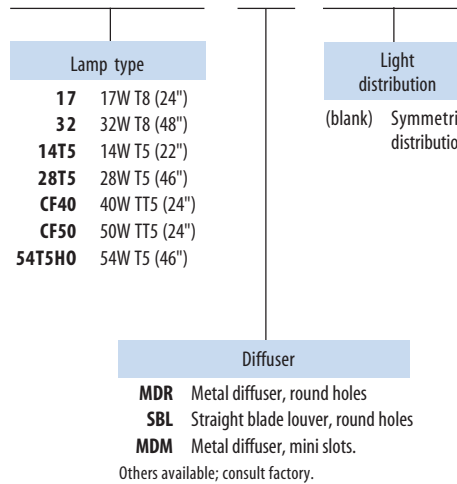 Lamp type
17 17W T8 (24")
32 32W T8 (48")
14T5 14W T5 (22")
28T5 28W T5 (46")
CF40 40W TT5 (24")
CF50 50W TT5 (24")
54T5HO 54W T5 (46")
Light
distribution
(blank) Symmetri
distributio
Diffuser
MDR Metal diffuser, round holes
SBL Straight blade louver, round holes
MDM Metal diffuser, mini slots.
Others available; consult factory.